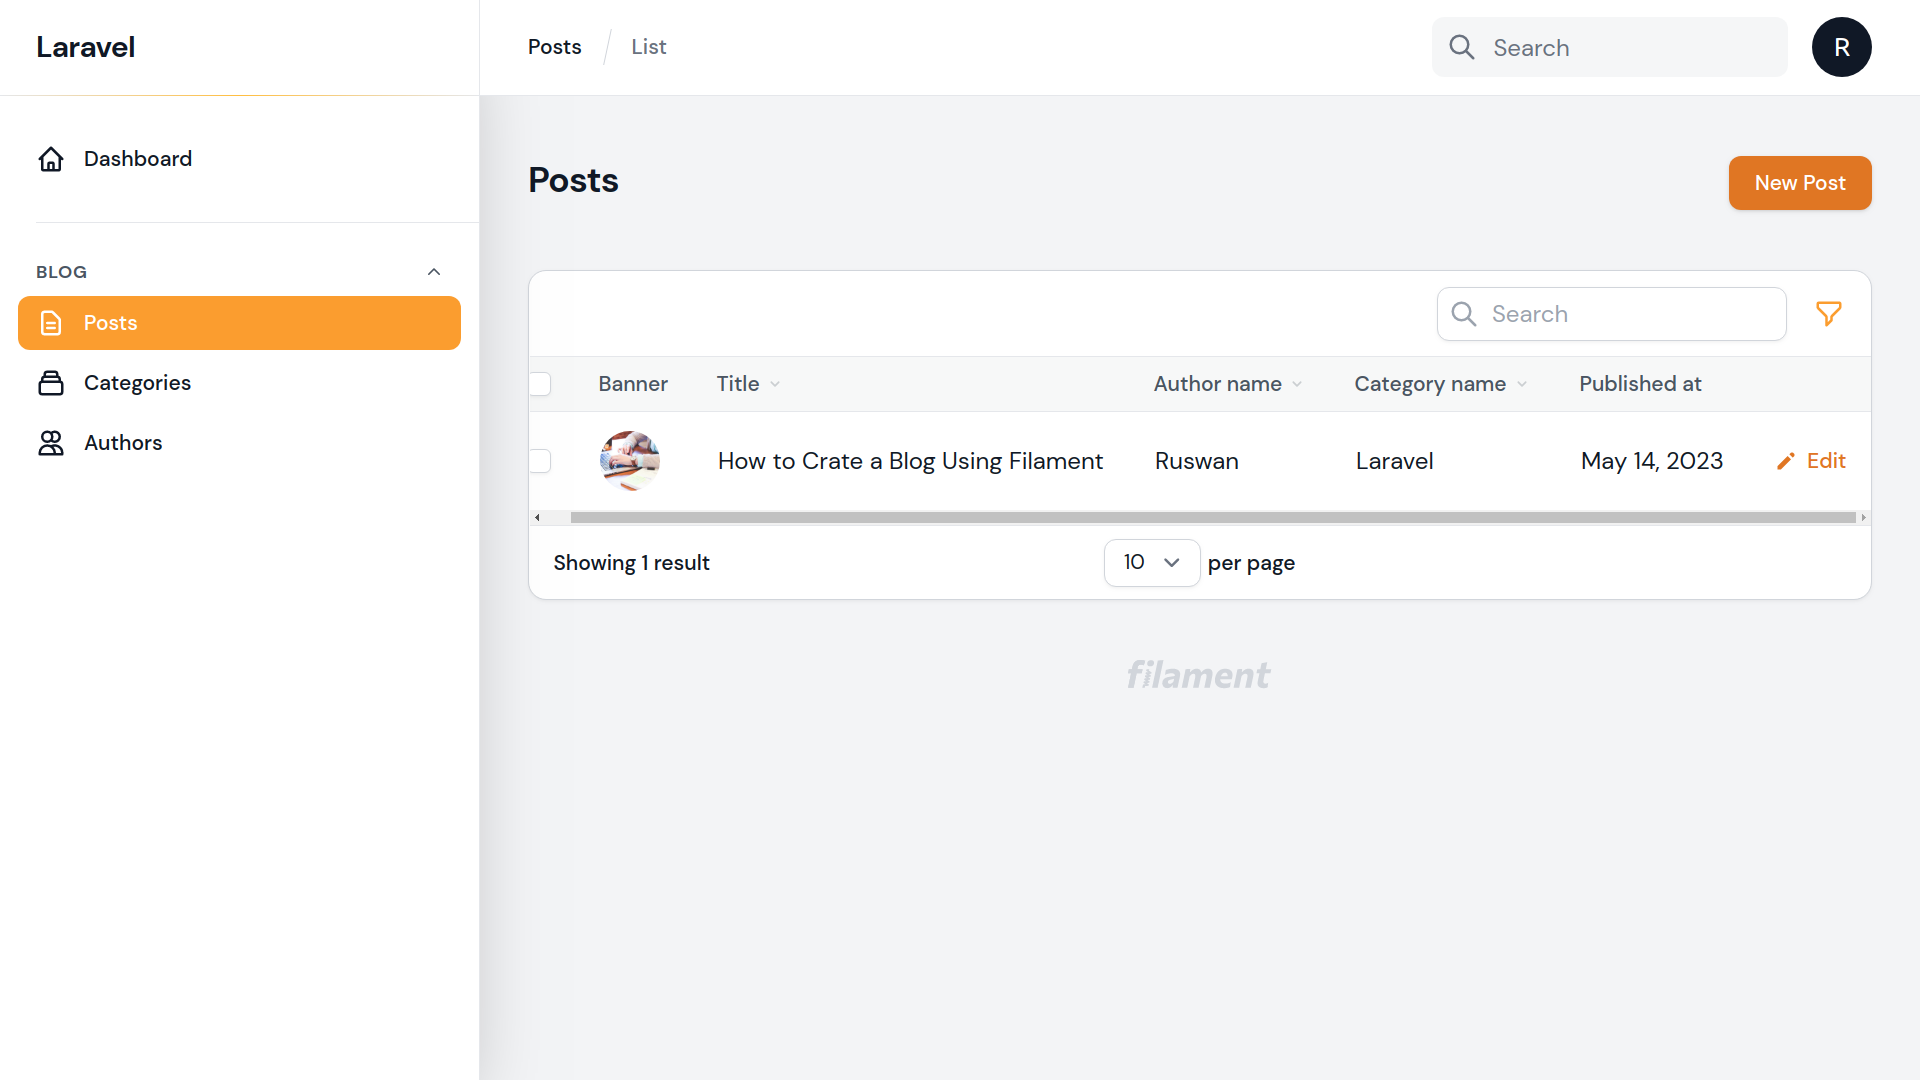 Laravel
Posts / List
Search
R
Dashboard
BLOG
Posts
Categories
Authors
Posts
New Post
Search
Banner Title Author name Category name Published at
How to Crate a Blog Using Filament Ruswan Laravel May 14, 2023 Edit
Showing 1 result 10 per page
filament